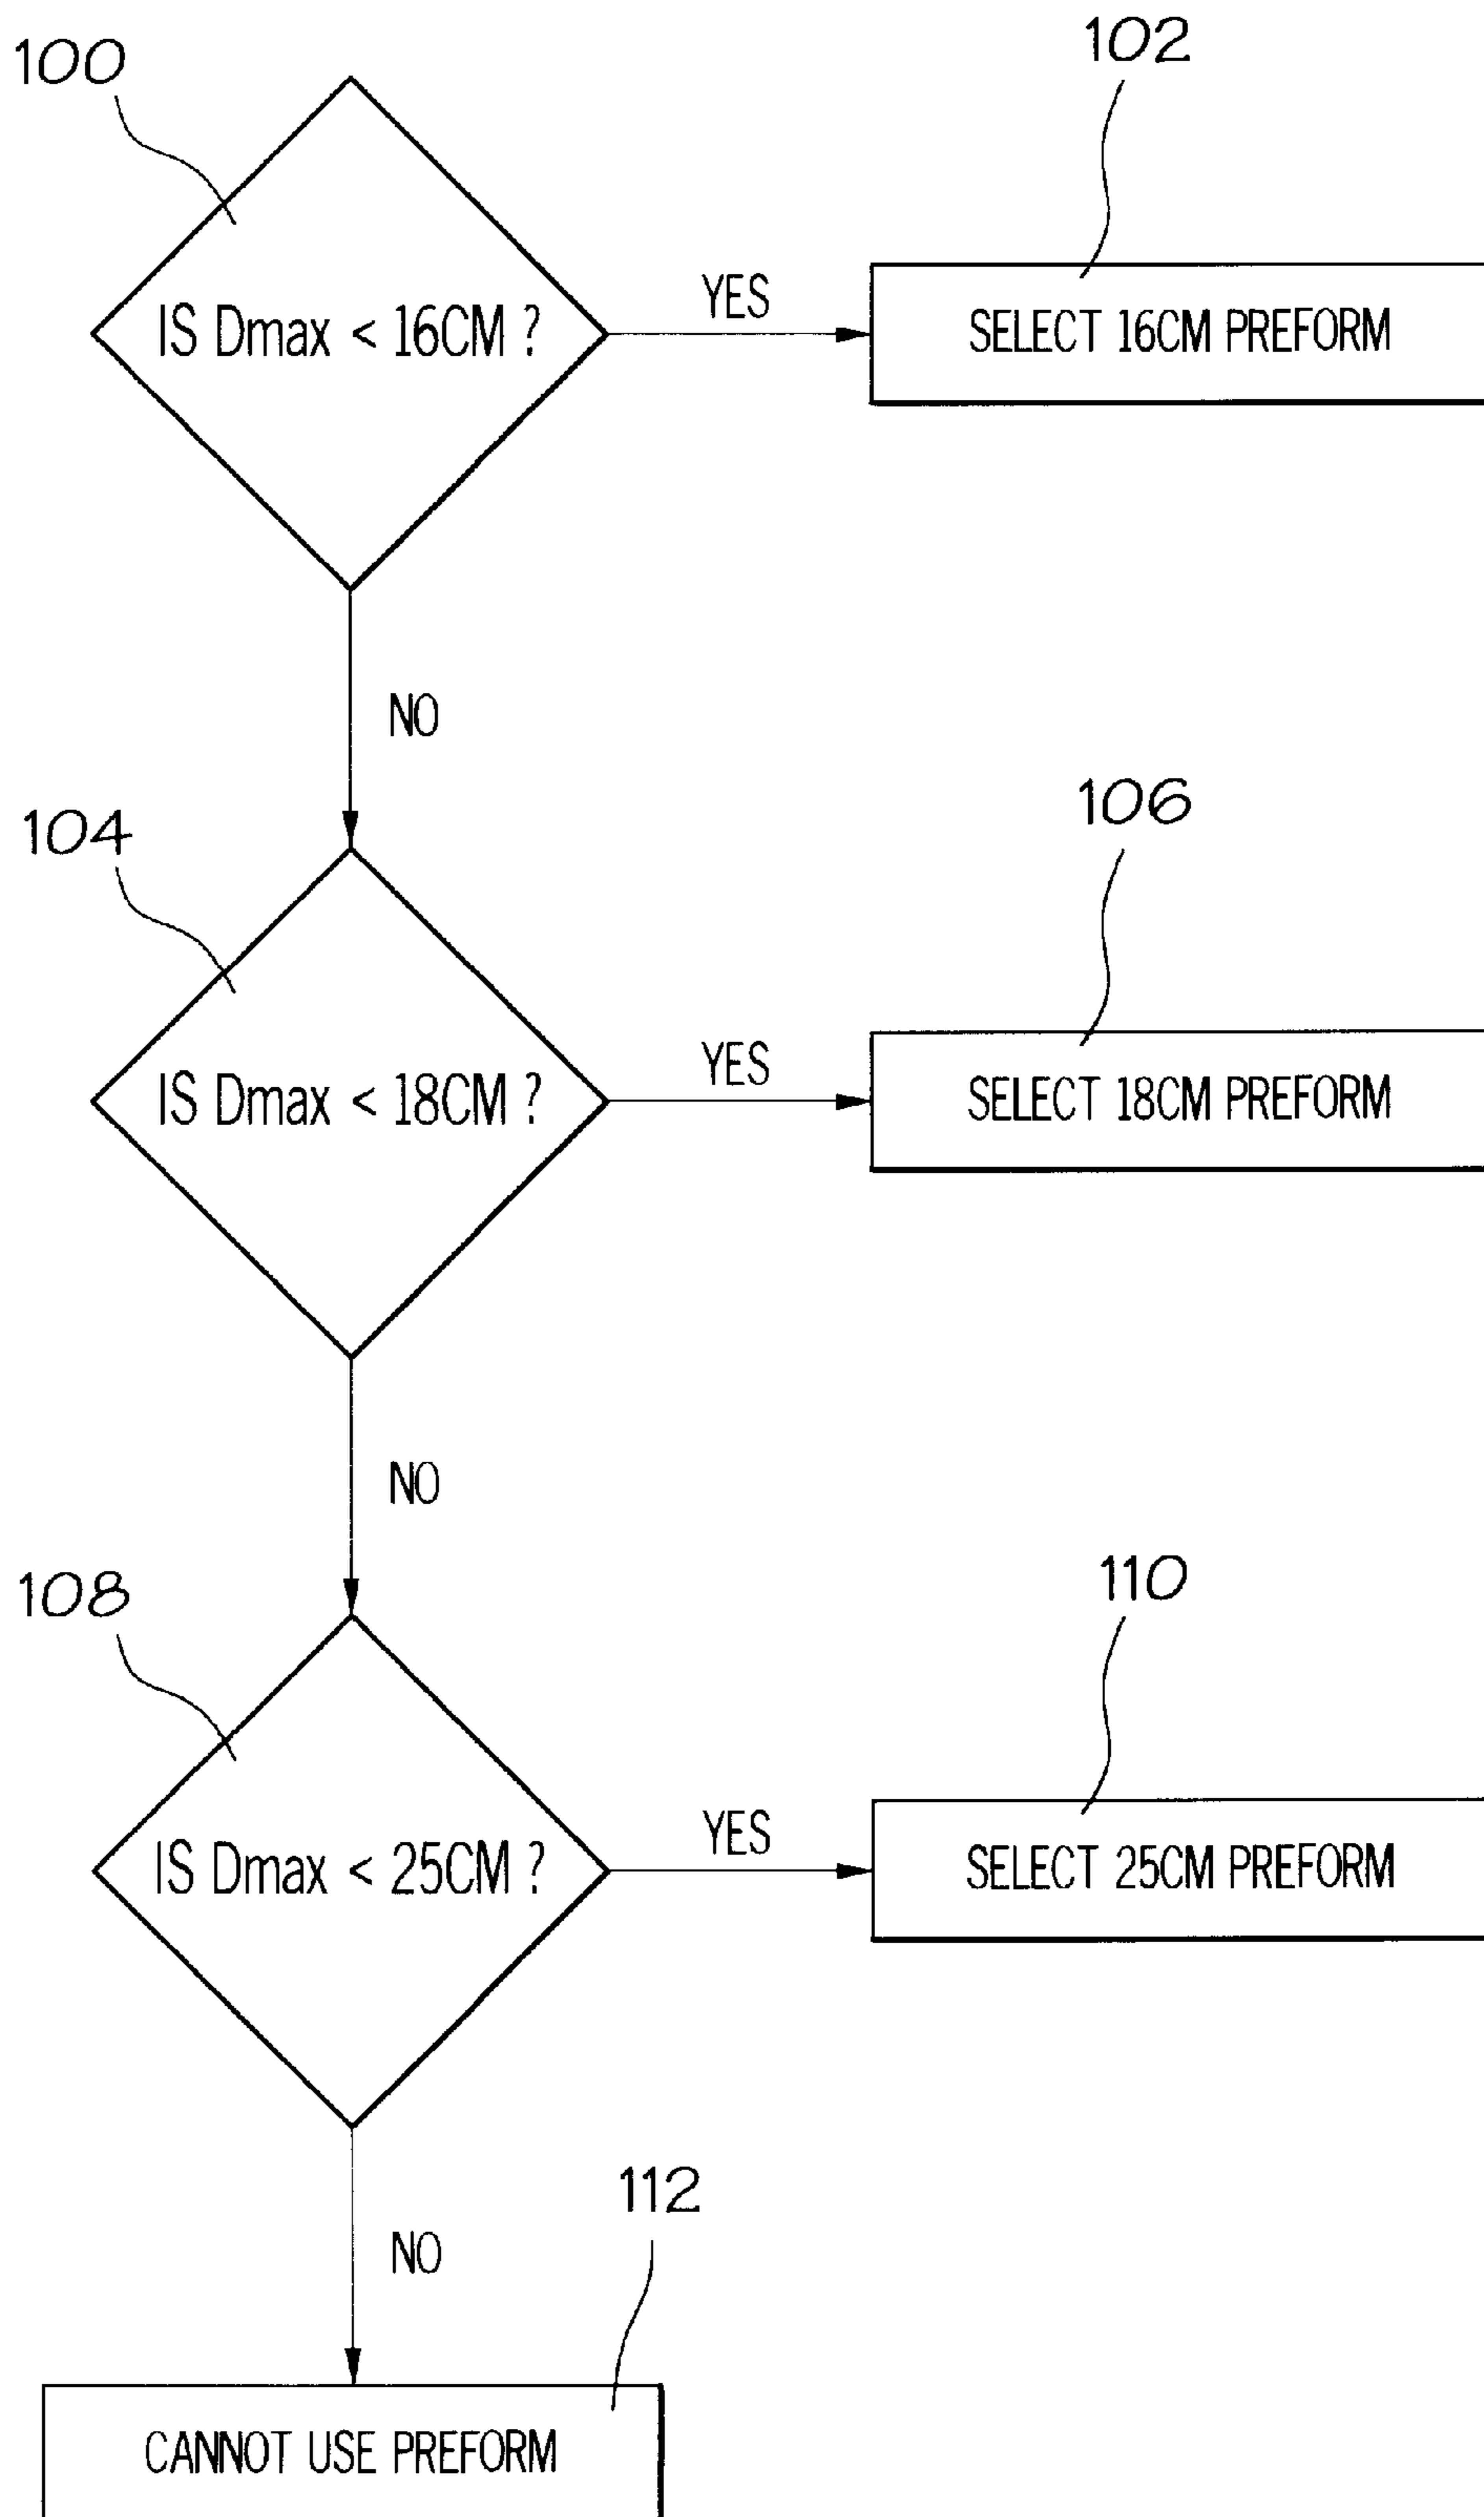 100
102
IS Dmax < 16CM ?
YES
SELECT 16CM PREFORM
NO
104
106
IS Dmax < 18CM ?
YES
SELECT 18CM PREFORM
NO
108
110
IS Dmax < 25CM ?
YES
SELECT 25CM PREFORM
NO
112
CANNOT USE PREFORM